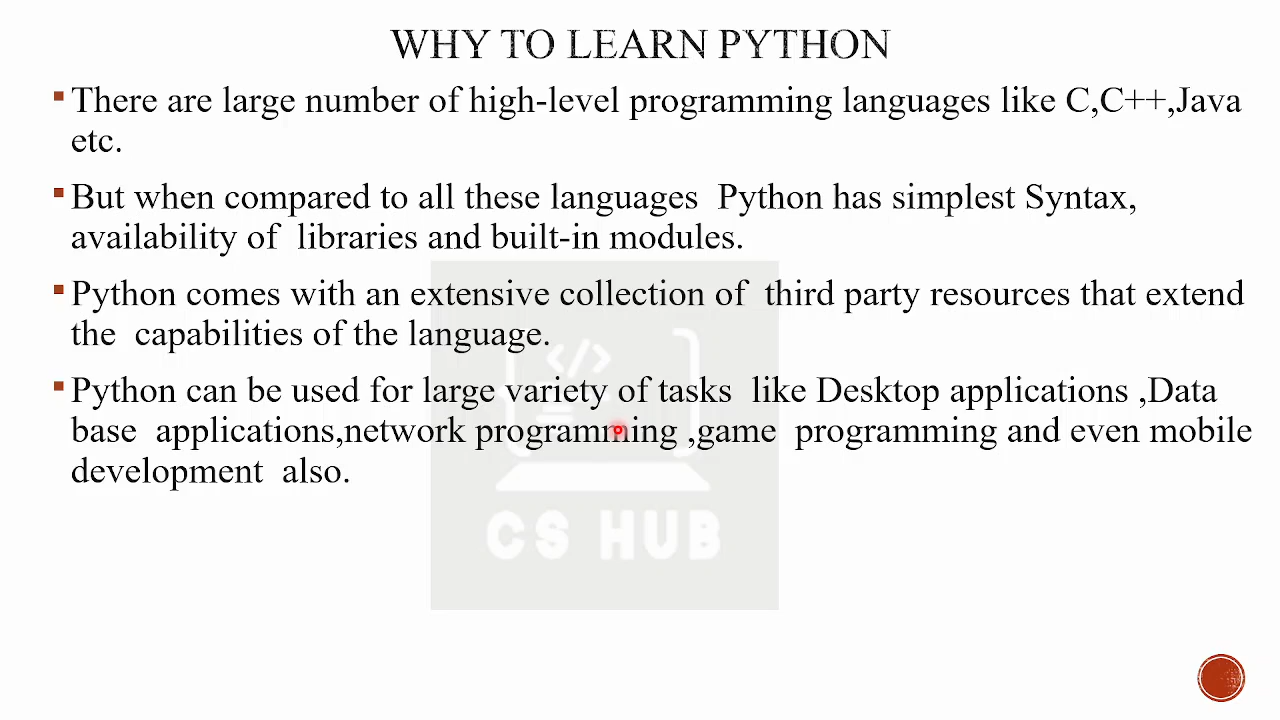 WHY TO LEARN PYTHON
There are large number of high-level programming languages like C,C++,Java
etc.
But when compared to all these languages Python has simplest Syntax,
availability of libraries and built-in modules.
Python comes with an extensive collection of third party resources that extend
the capabilities of the language.
Python can be used for large variety of tasks like Desktop applications ,Data
base applications,network programming ,game programming and even mobile
development also.
</>
CS HUB